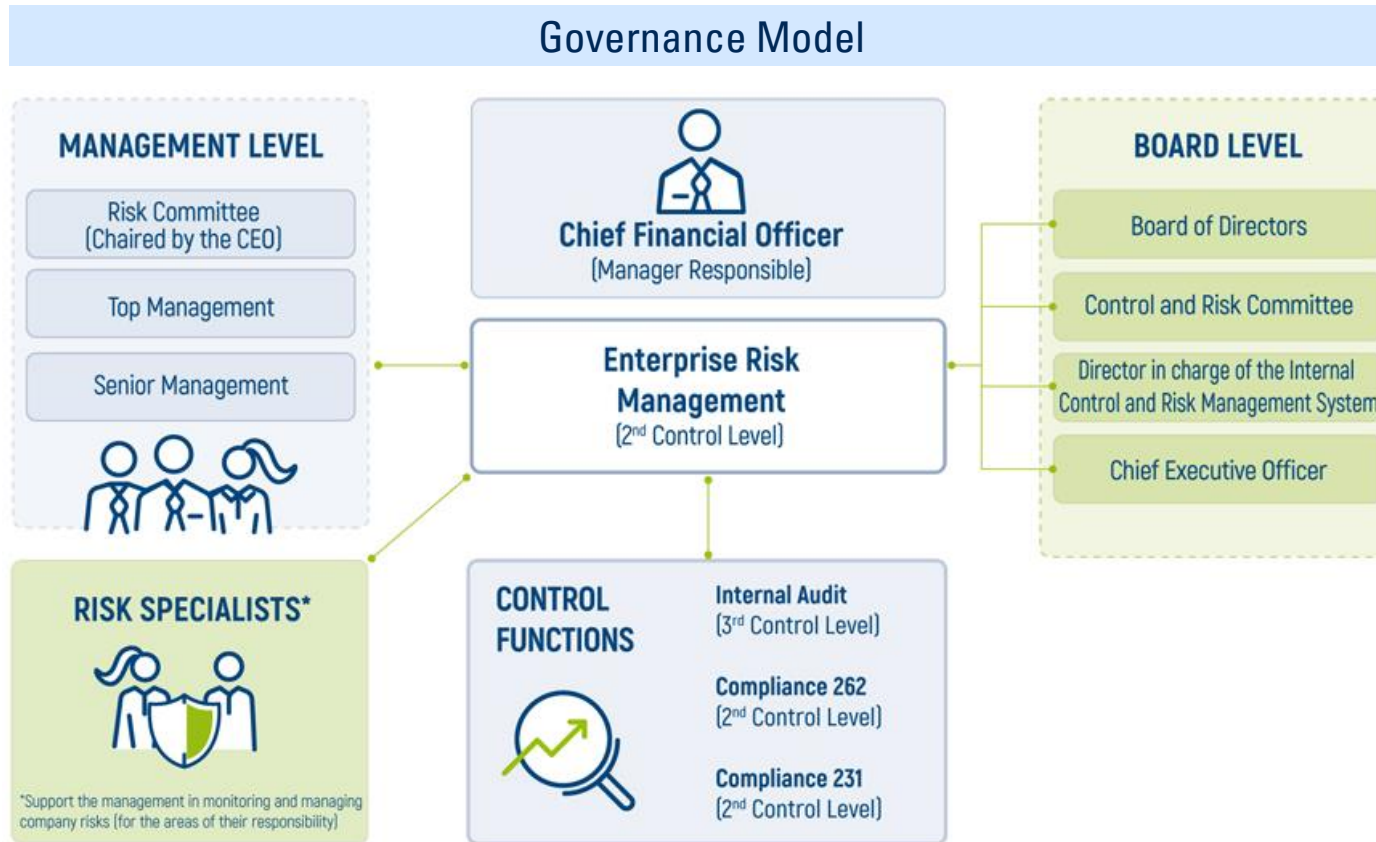 Governance Model
MANAGEMENT LEVEL
Risk Committee
(Chaired by the CEO)
Top Management
Senior Management
Chief Financial Officer
(Manager Responsible)
Enterprise Risk
Management
(2nd Control Level)
BOARD LEVEL
Board of Directors
Control and Risk Committee
Director in charge of the Internal
Control and Risk Management System
Chief Executive Officer
RISK SPECIALISTS*
*Support the management in monitoring and managing
company risks (for the areas of their responsibility)
CONTROL
FUNCTIONS
Internal Audit
(3rd Control Level)
Compliance 262
(2nd Control Level)
Compliance 231
(2nd Control Level)